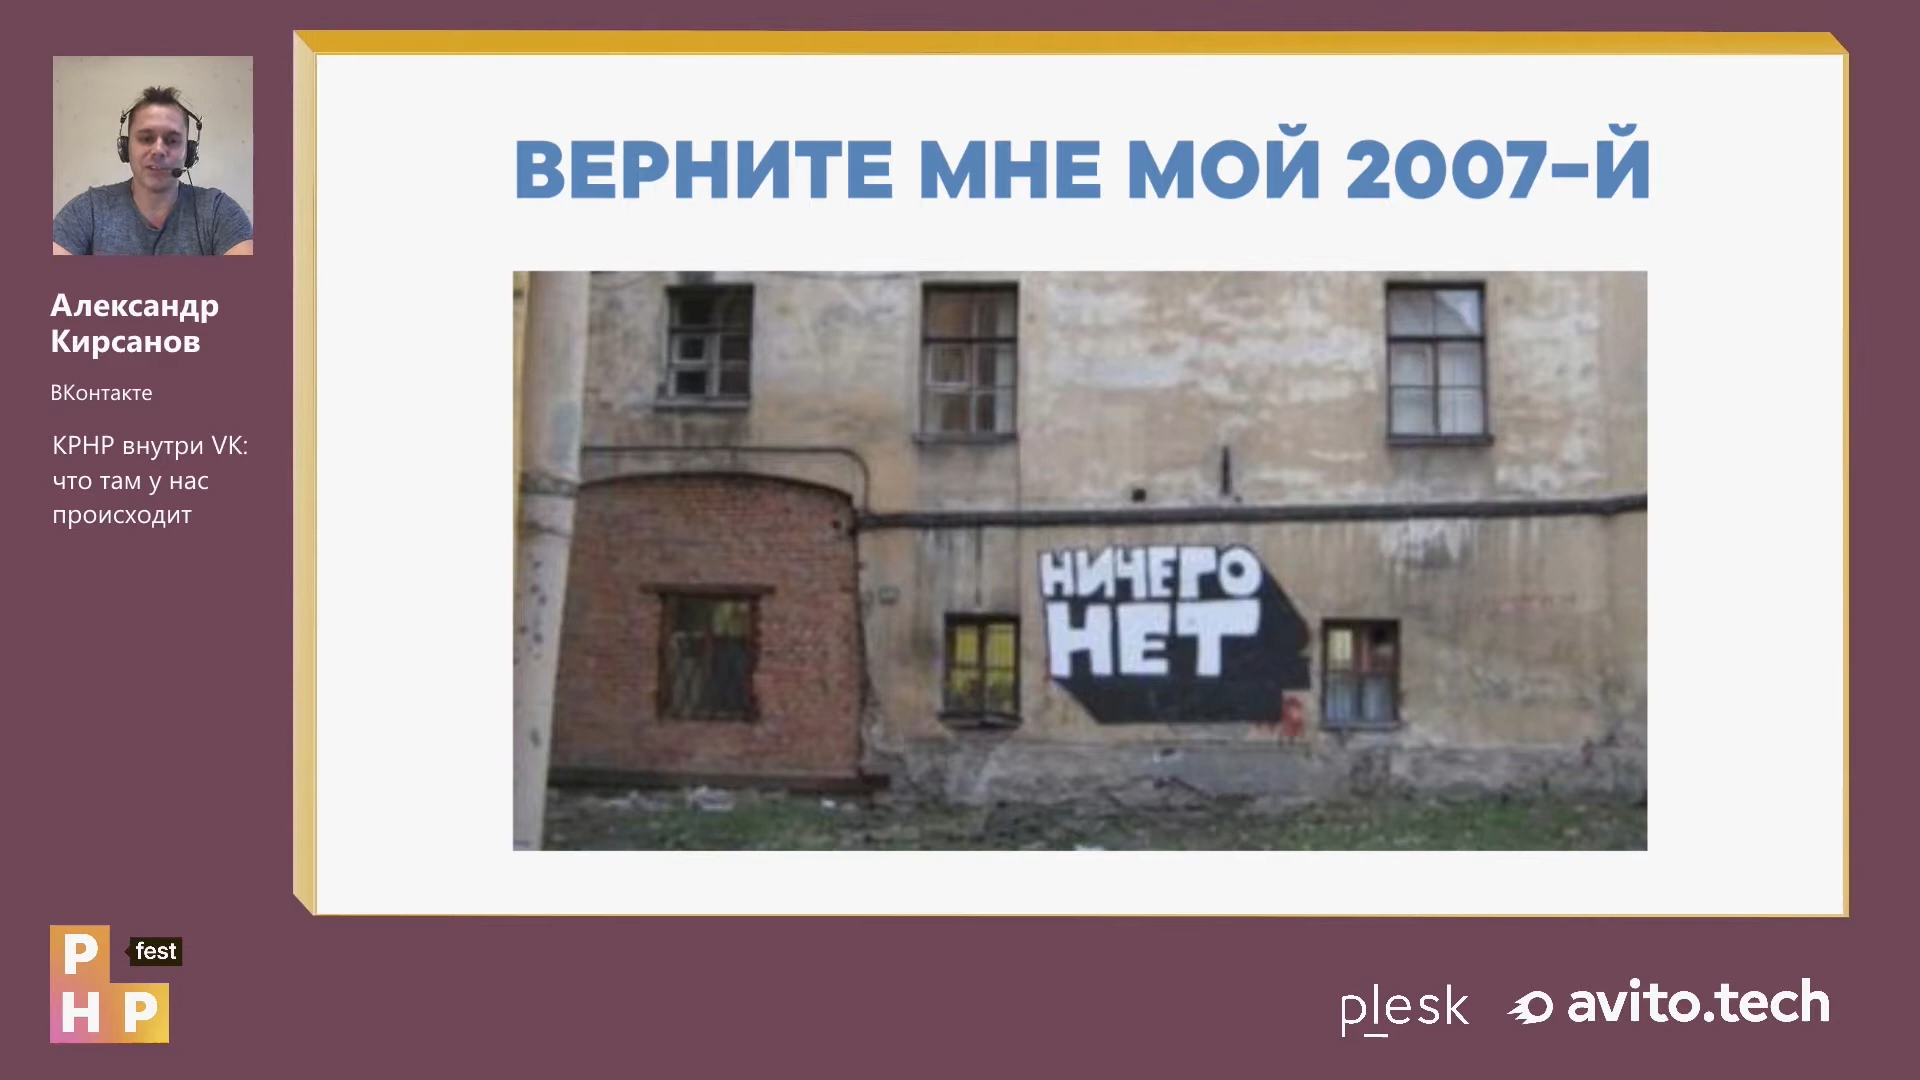 ВЕРНИТЕ МНЕ МОЙ 2007-Й
НИЧЕГО
НЕТ
Александр
Кирсанов
ВКонтакте
KPHP внутри VK:
что там у нас
происходит
P
fest
H P
plesk
avito.tech